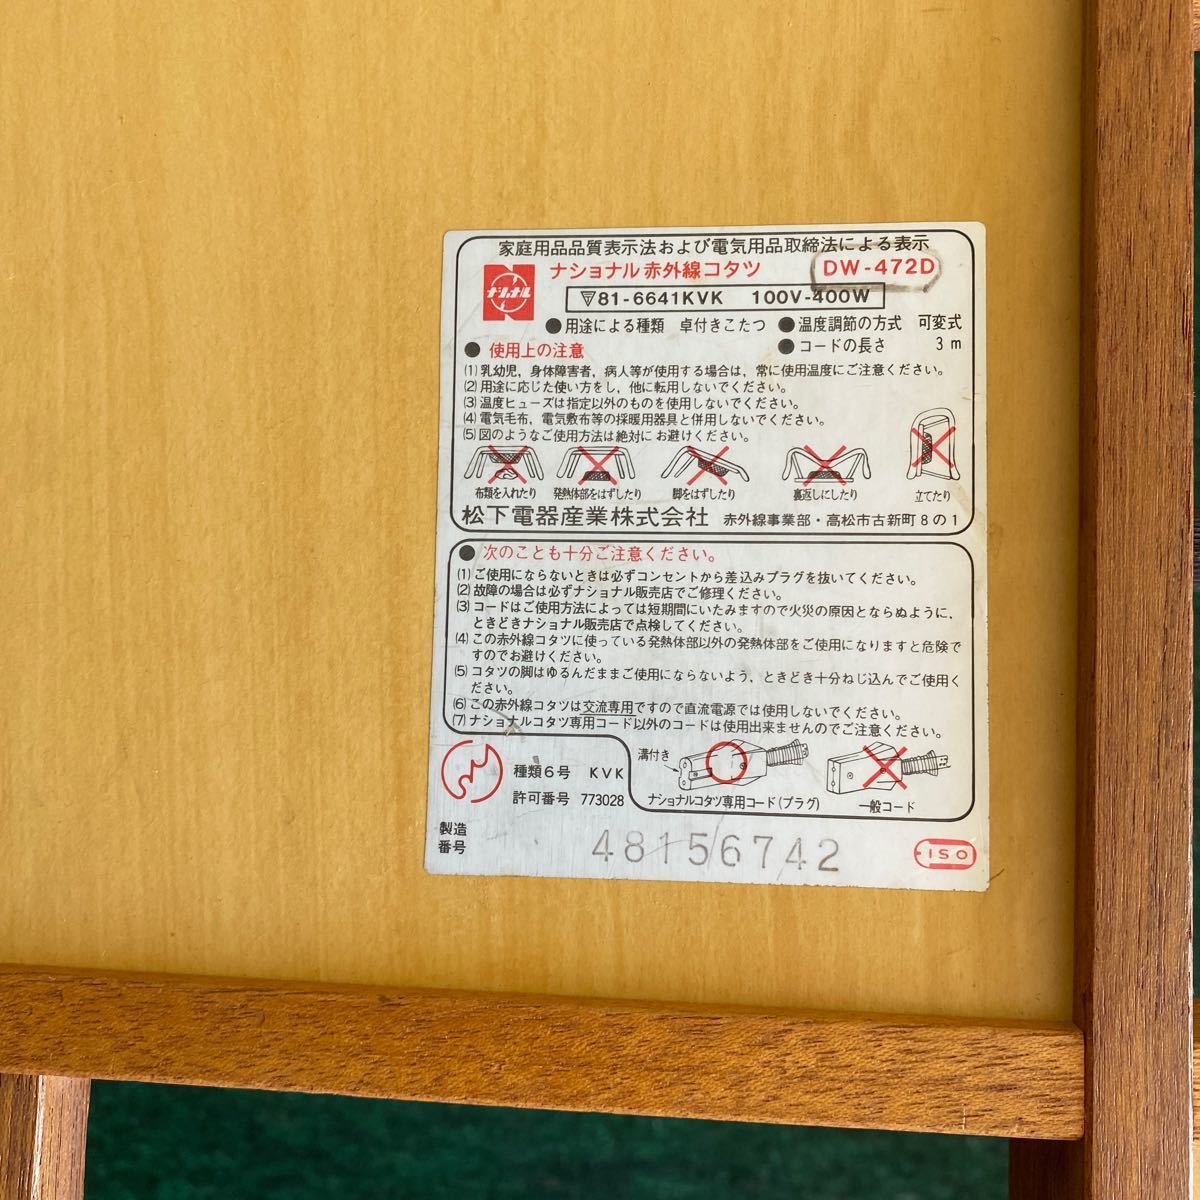 家庭用品品質表示法および電気用品取締法による表示
ナショナル
ナショナル 赤外線コタツ DW-472D
81-6641KVK 100V-400W
●用途による種類 卓付きこたつ ●温度調節の方式 可変式
●コードの長さ 3m
●使用上の注意
(1)乳幼児，身体障害者，病人等が使用する場合は，常に使用温度にご注意ください。
(2)用途に応じた使い方をし，他に転用しないでください。
(3)温度ヒューズは指定以外のものを使用しないでください。
(4)電気毛布，電気敷布等の採暖用器具と併用しないでください。
(5)図のようなご使用方法は絶対にお避けください。
布類を入れたり 発熱体部をはずしたり 脚をはずしたり 裏返しにしたり 立てたり
松下電器産業株式会社 赤外線事業部・高松市古新町8の1
●次のことも十分ご注意ください。
(1)ご使用にならないときは必ずコンセントから差込みプラグを抜いてください。
(2)故障の場合は必ずナショナル販売店でご修理ください。
(3)コードはご使用方法によっては短期間にいたみますので火災の原因とならぬように，
ときどきナショナル販売店で点検してください。
(4)この赤外線コタツに使っている発熱体部以外の発熱体部をご使用になりますと危険で
すのでお避けください。
(5)コタツの脚はゆるんだままご使用にならないよう，ときどき十分ねじ込んでご使用く
ださい。
(6)この赤外線コタツは交流専用ですので直流電源では使用しないでください。
(7)ナショナルコタツ専用コード以外のコードは使用出来ませんのでご注意ください。
溝付き
ナショナルコタツ専用コード(プラグ) 一般コード
種類6号 KVK
許可番号 773028
製造
番号
48156742
ISO